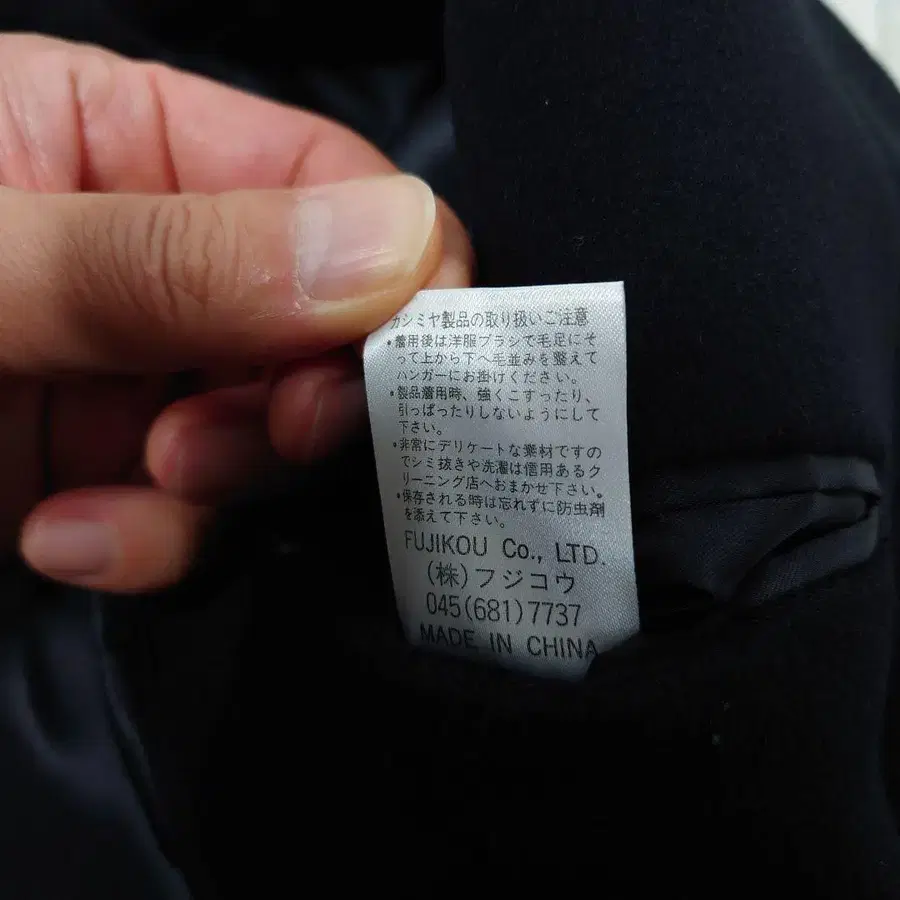 カシミヤ製品の取り扱いご注意
•着用後は洋服ブラシで毛足にそ
って上から下へ毛並みを整えて
ハンガーにお掛けください。
•製品着用時、強くこすったり、
引っぱったりしないようにして
下さい。
•非常にデリケートな素材ですの
でシミ抜きや洗濯は信用あるク
リーニング店へおまかせ下さい。
•保存される時は忘れずに防虫剤
を添えて下さい。
FUJIKOU Co., LTD.
(株)フジコウ
045(681)7737
MADE IN CHINA